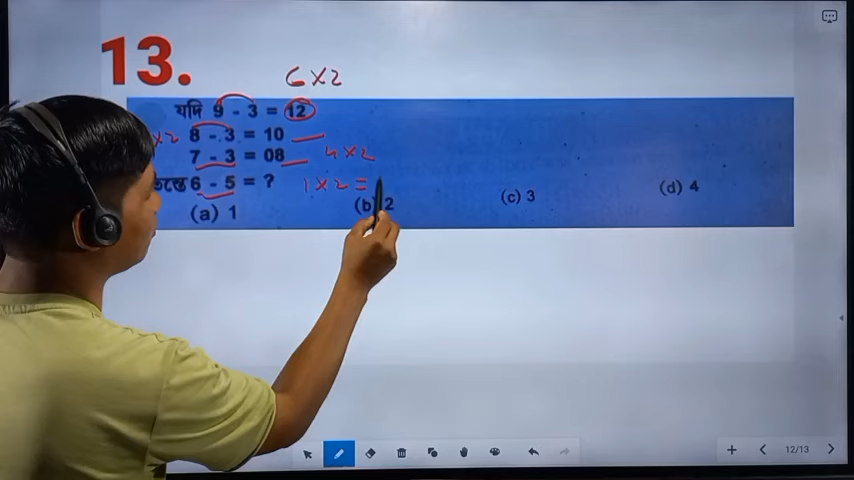 13.
6 × 2
যদি 9 - 3 = 12
× 2 8 - 3 = 10
7 - 3 = 08 4 × 2
6 - 5 = ? 1 × 2 =
(a) 1 (b) 2 (c) 3 (d) 4
12/13